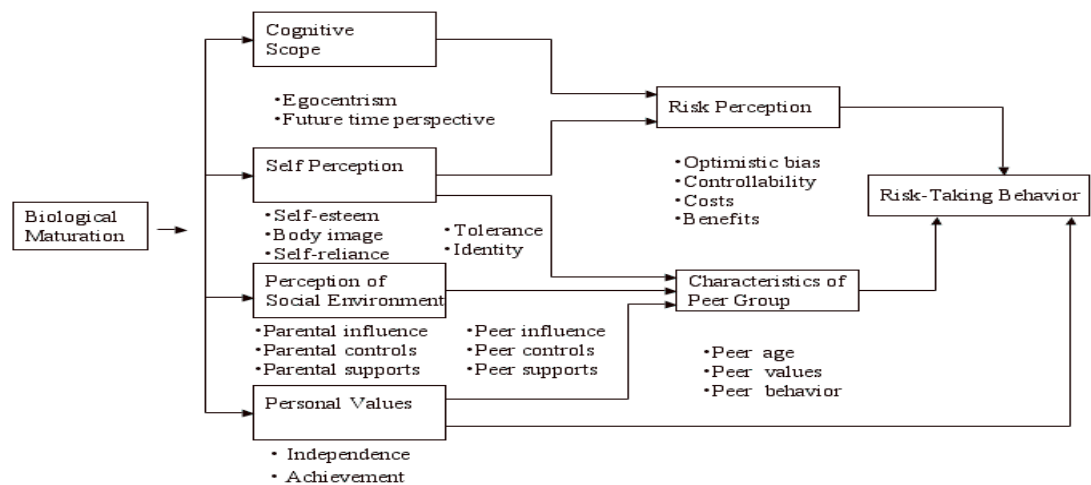 Cognitive
Scope
•Egocentrism
•Future time perspective
Risk Perception
Self Perception
•Optimistic bias
•Controllability
•Costs
•Benefits
Risk-Taking Behavior
Biological
Maturation
•Self-esteem
•Body image
•Self-reliance
•Tolerance
•Identity
Perception of
Social Environment
Characteristics of
Peer Group
•Parental influence
•Parental controls
•Parental supports
•Peer influence
•Peer controls
•Peer supports
•Peer age
•Peer values
•Peer behavior
Personal Values
• Independence
• Achievement